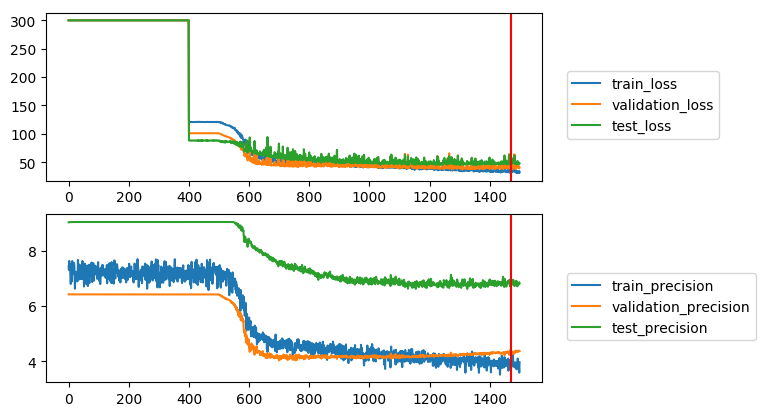 300
250
200
150
100
50
0 200 400 600 800 1000 1200 1400
train_loss
validation_loss
test_loss
8
6
4
0 200 400 600 800 1000 1200 1400
train_precision
validation_precision
test_precision